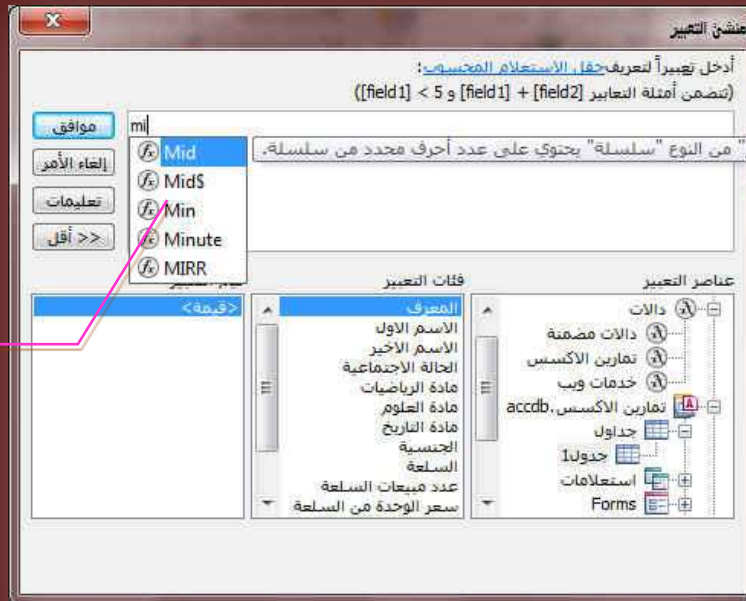 منشئ التعبير
أدخل تعبيراً لتعريف حقل الاستعلام المحسوب:
(تتضمن أمثلة التعابير [field1] + [field2] و [field1] < 5)
mi
موافق
إلغاء الأمر
تعليمات
<< أقل
Mid
Mid$
Min
Minute
MIRR
" من النوع "سلسلة" يحتوي على عدد أحرف محدد من سلسلة.
عناصر التعبير
دالات
دالات مضمنة
تمارين الاكسس
خدمات ويب
تمارين الاكسس.accdb
جداول
جدول1
استعلامات
Forms
فئات التعبير
المعرف
الاسم الاول
الاسم الاخير
الحالة الاجتماعية
مادة الرياضيات
مادة العلوم
مادة التاريخ
الجنسية
السلعة
عدد مبيعات السلعة
سعر الوحدة من السلعة
<قيمة>